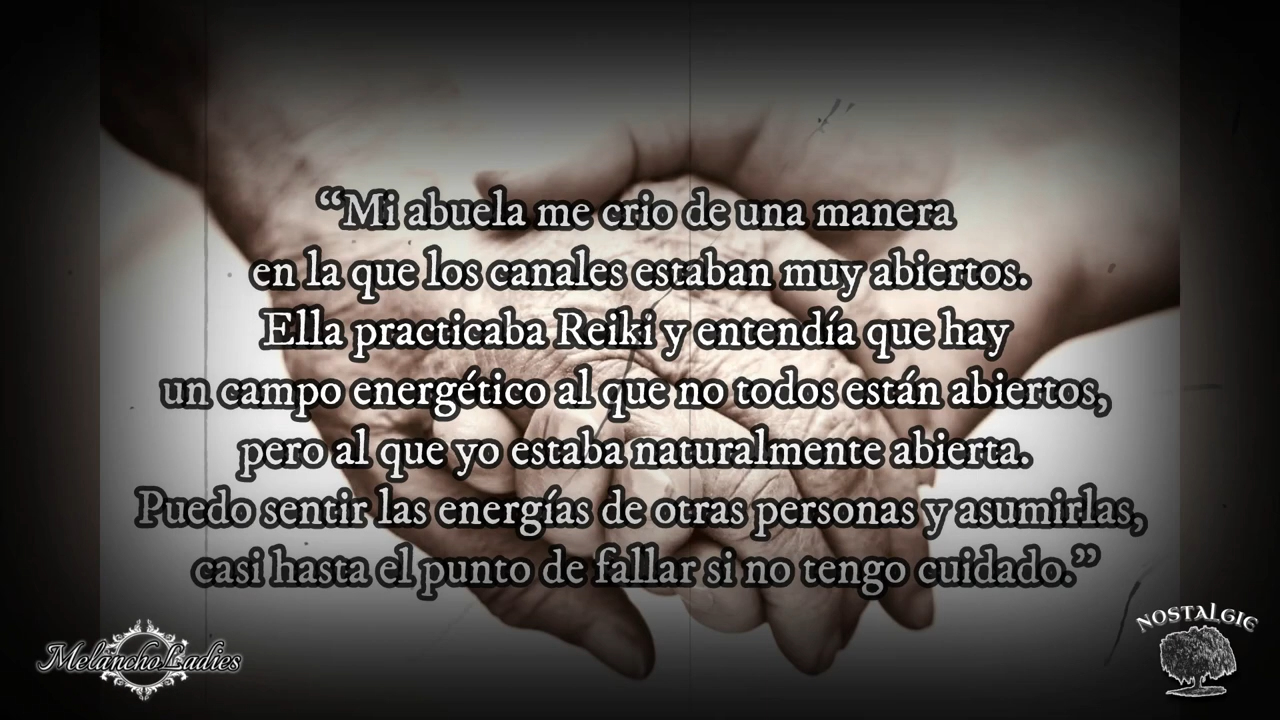 “Mi abuela me crio de una manera
en la que los canales estaban muy abiertos.
Ella practicaba Reiki y entendía que hay
un campo energético al que no todos están abiertos,
pero al que yo estaba naturalmente abierta.
Puedo sentir las energías de otras personas y asumirlas,
casi hasta el punto de fallar si no tengo cuidado.”
MelanchoLadies
NOSTALGIE